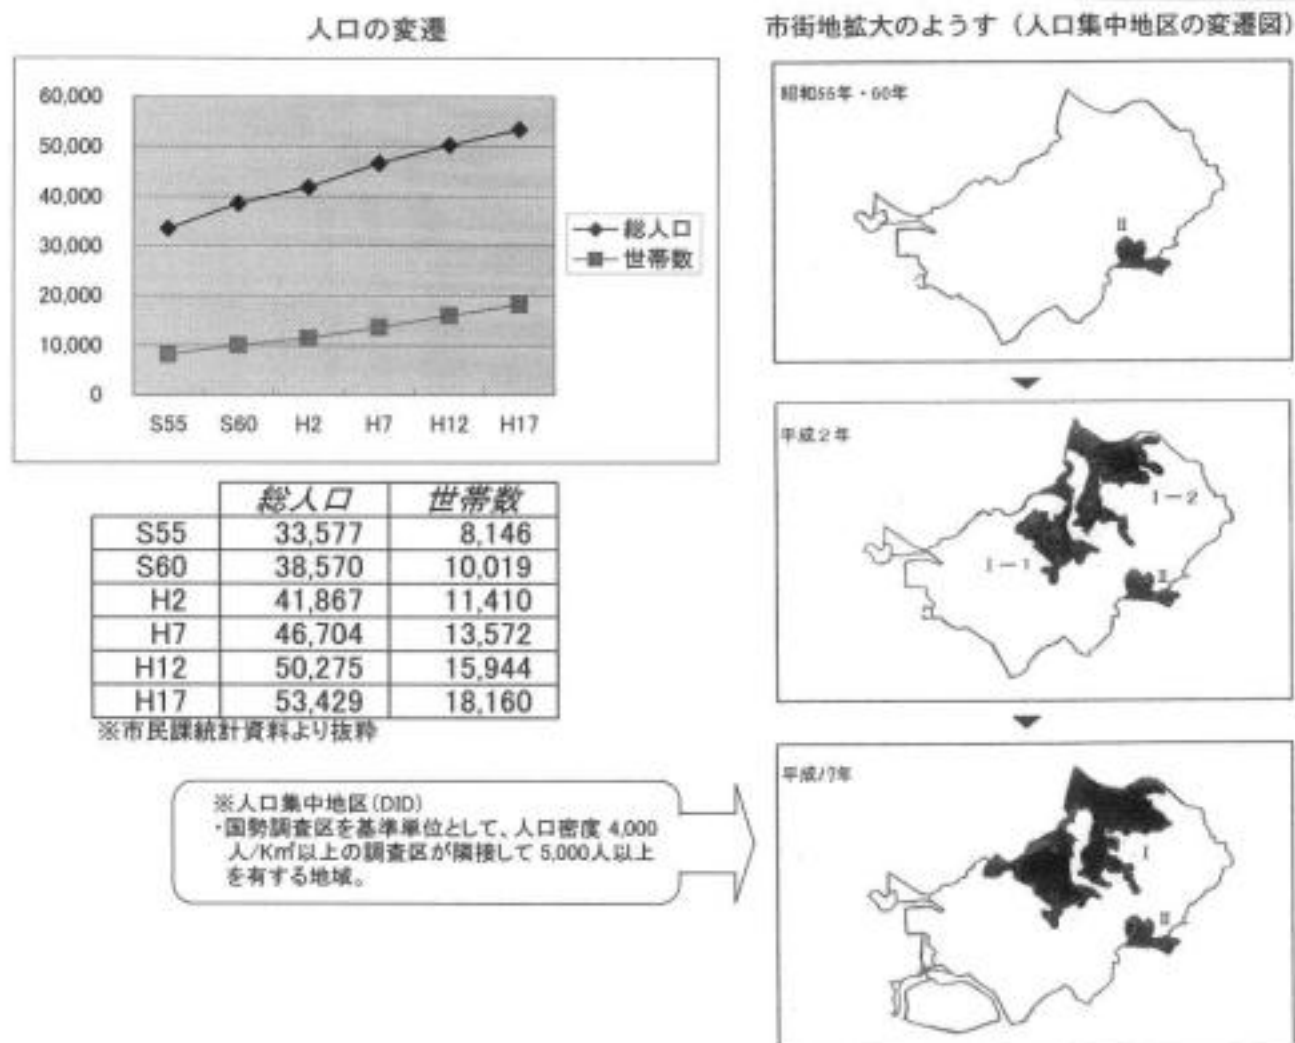 人口の変遷
60,000
50,000
40,000
30,000
20,000
10,000
0
S55 S60 H2 H7 H12 H17
総人口
世帯数
総人口 世帯数
S55 33,577 8,146
S60 38,570 10,019
H2 41,867 11,410
H7 46,704 13,572
H12 50,275 15,944
H17 53,429 18,160
※市民課統計資料より抜粋
※人口集中地区(DID)
・国勢調査区を基準単位として、人口密度 4,000
人/K㎡以上の調査区が隣接して 5,000人以上
を有する地域。
市街地拡大のようす（人口集中地区の変遷図）
昭和55年・60年
II
平成2年
I-2
I-1
II
平成17年
I
II